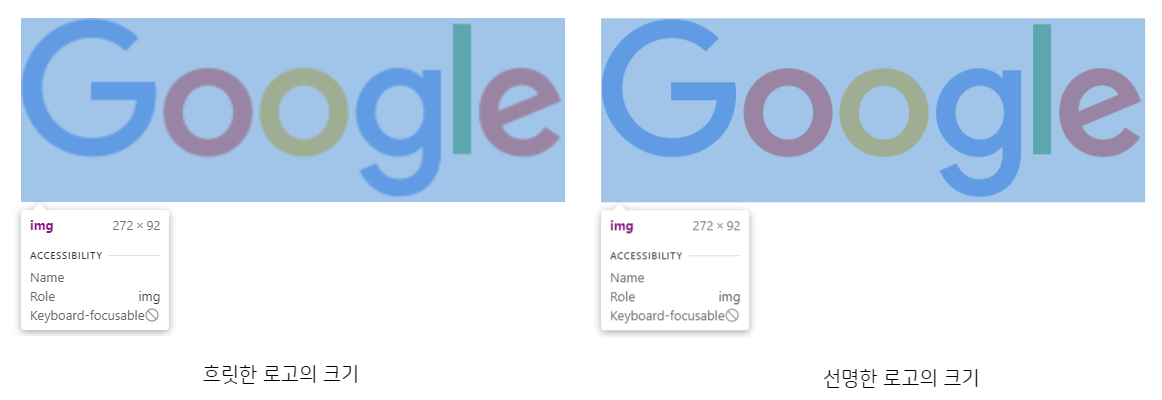 Google
img 272 × 92
ACCESSIBILITY
Name
Role img
Keyboard-focusable
흐릿한 로고의 크기
Google
img 272 × 92
ACCESSIBILITY
Name
Role img
Keyboard-focusable
선명한 로고의 크기